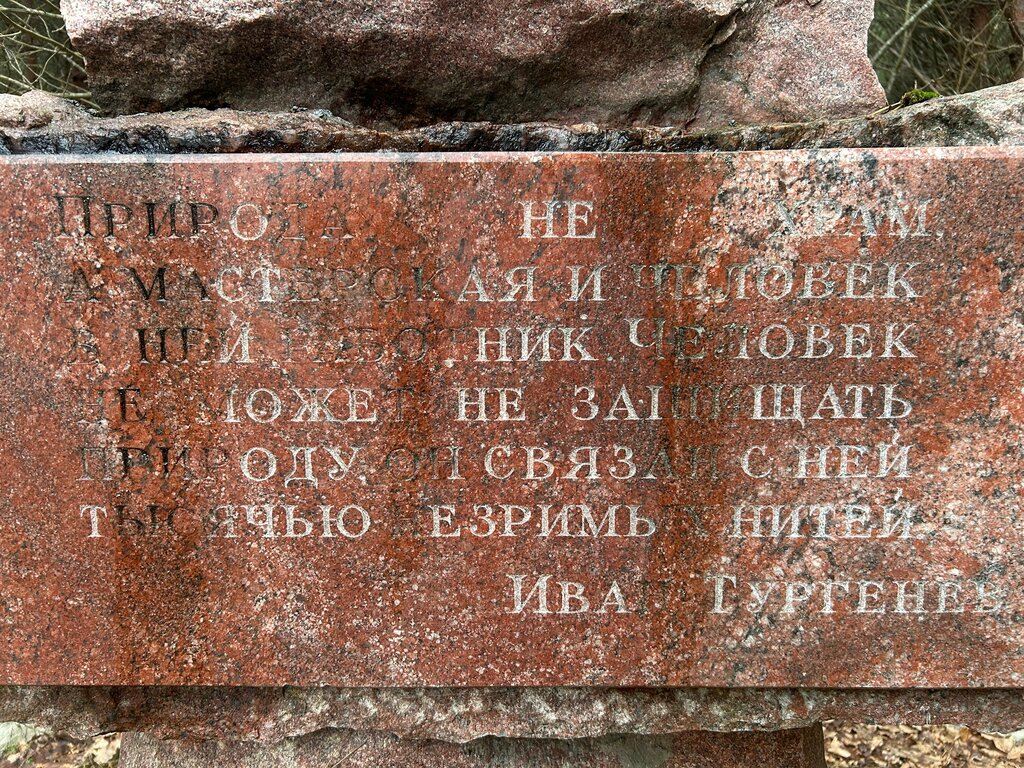 Природа не храм,
а мастерская и человек
в ней работник. Человек
не может не защищать
природу, он связан с ней
тысячью незримых нитей.
Иван Тургенев